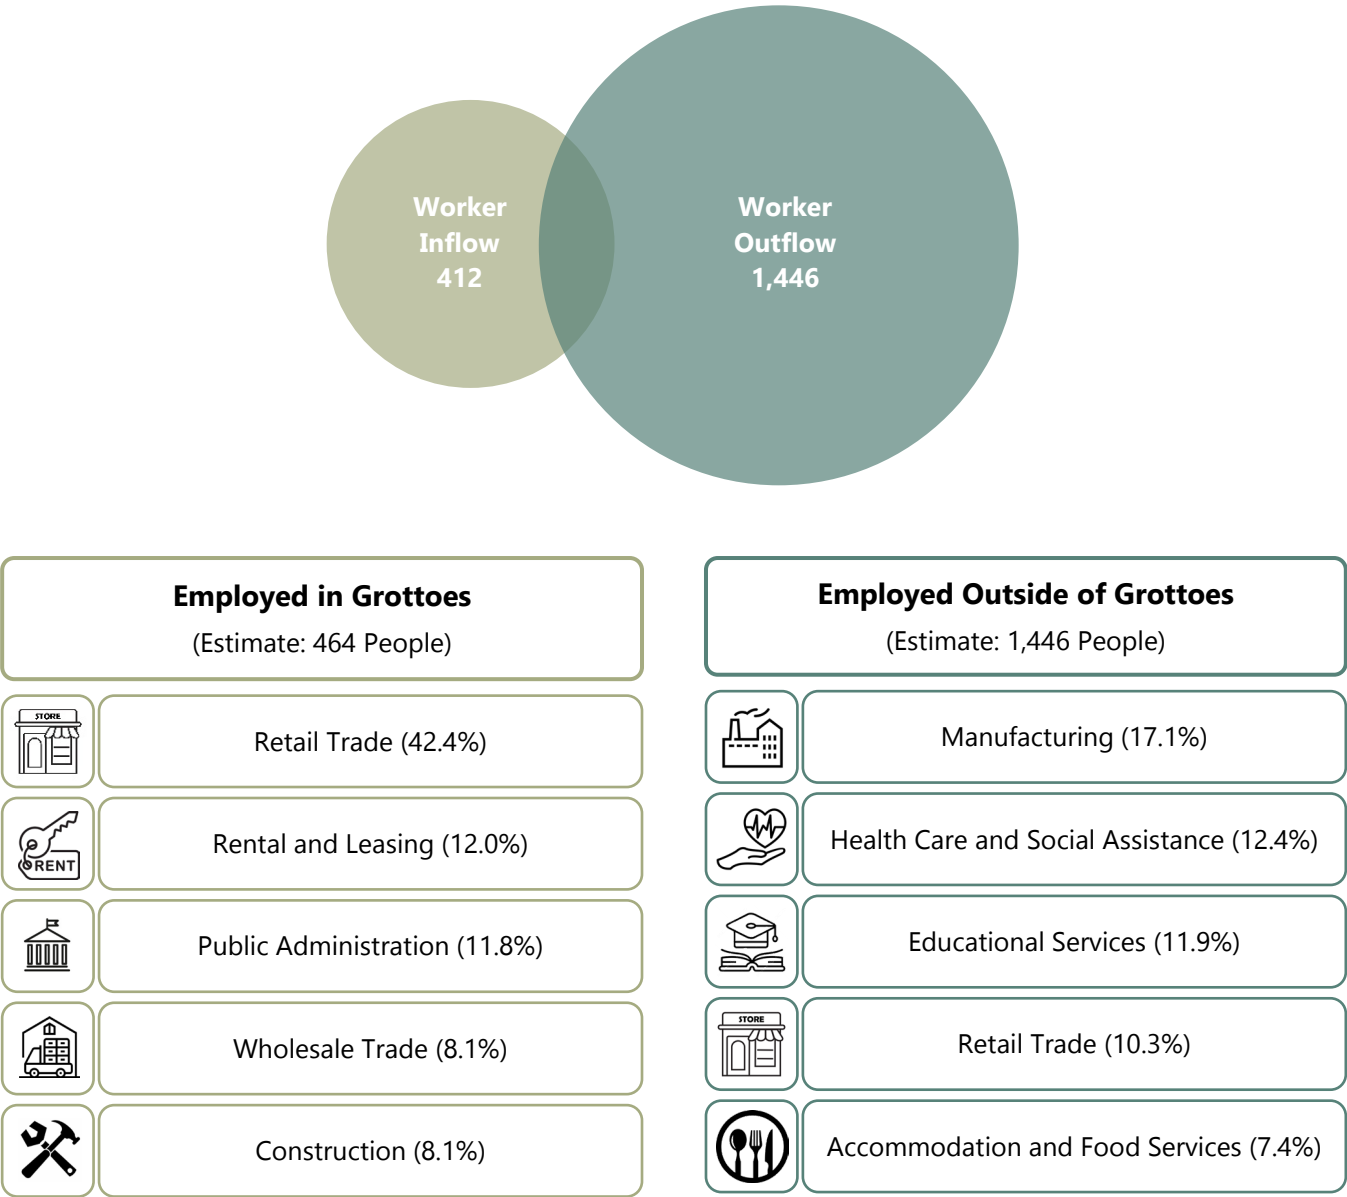 Worker
Inflow
412
Worker
Outflow
1,446
Employed in Grottoes
(Estimate: 464 People)
STORE
Retail Trade (42.4%)
RENT
Rental and Leasing (12.0%)
Public Administration (11.8%)
Wholesale Trade (8.1%)
Construction (8.1%)
Employed Outside of Grottoes
(Estimate: 1,446 People)
Manufacturing (17.1%)
Health Care and Social Assistance (12.4%)
Educational Services (11.9%)
STORE
Retail Trade (10.3%)
Accommodation and Food Services (7.4%)